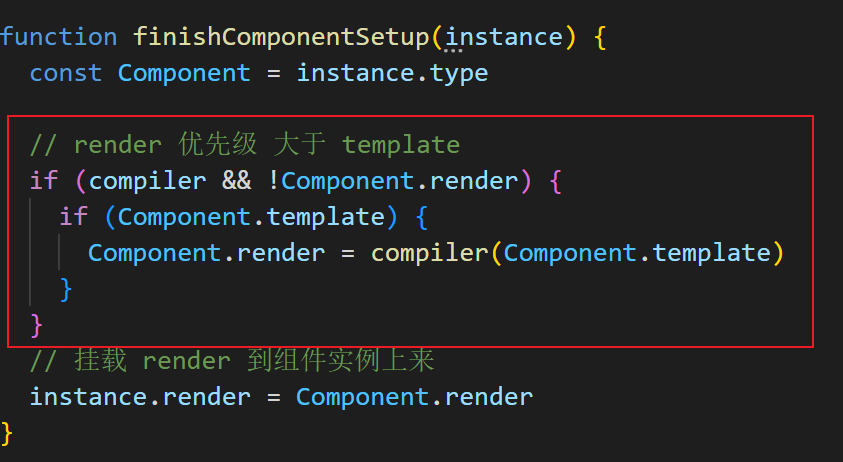 function finishComponentSetup(instance) {
  const Component = instance.type
  // render 优先级 大于 template
  if (compiler && !Component.render) {
    if (Component.template) {
      Component.render = compiler(Component.template)
    }
  }
  // 挂载 render 到组件实例上来
  instance.render = Component.render
}